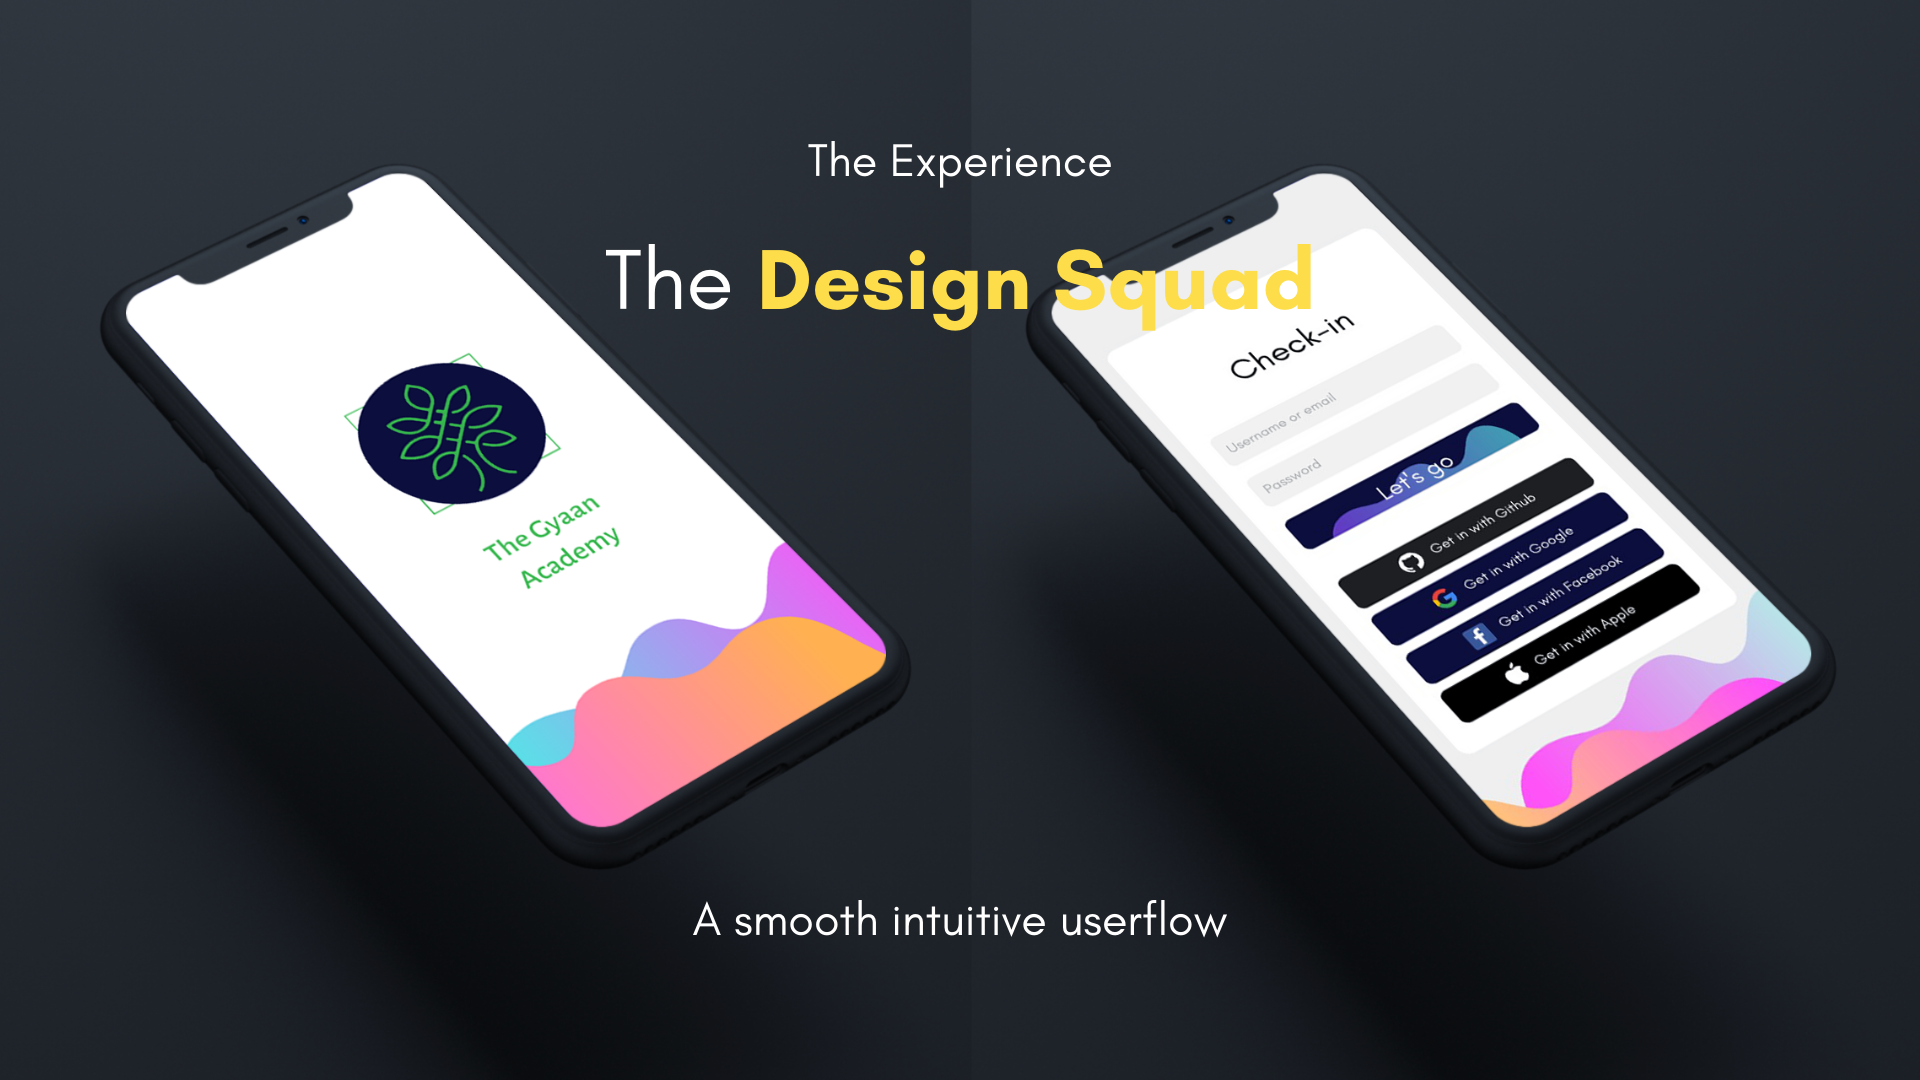 The Experience
The Design Squad
The Gyaan
Academy
Check-in
Username or email
Password
Let's go
Get in with Github
Get in with Google
Get in with Facebook
Get in with Apple
A smooth intuitive userflow